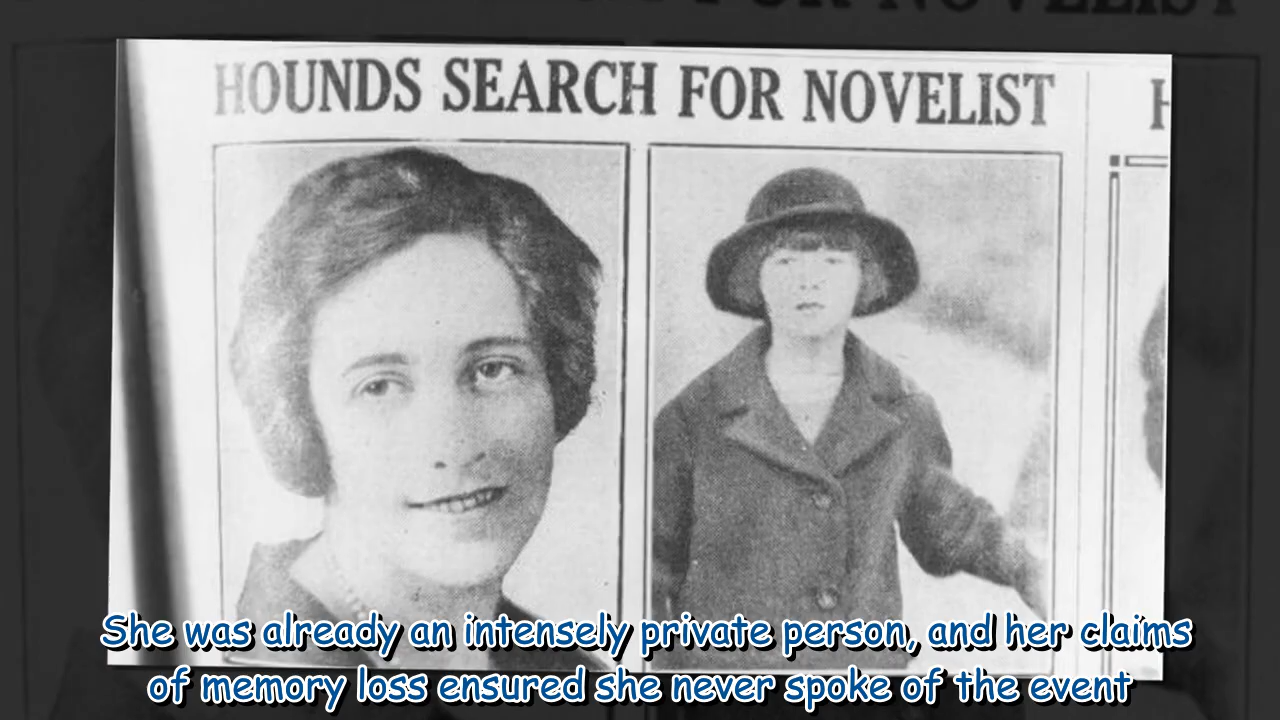 HOUNDS SEARCH FOR NOVELIST
She was already an intensely private person, and her claims
of memory loss ensured she never spoke of the event